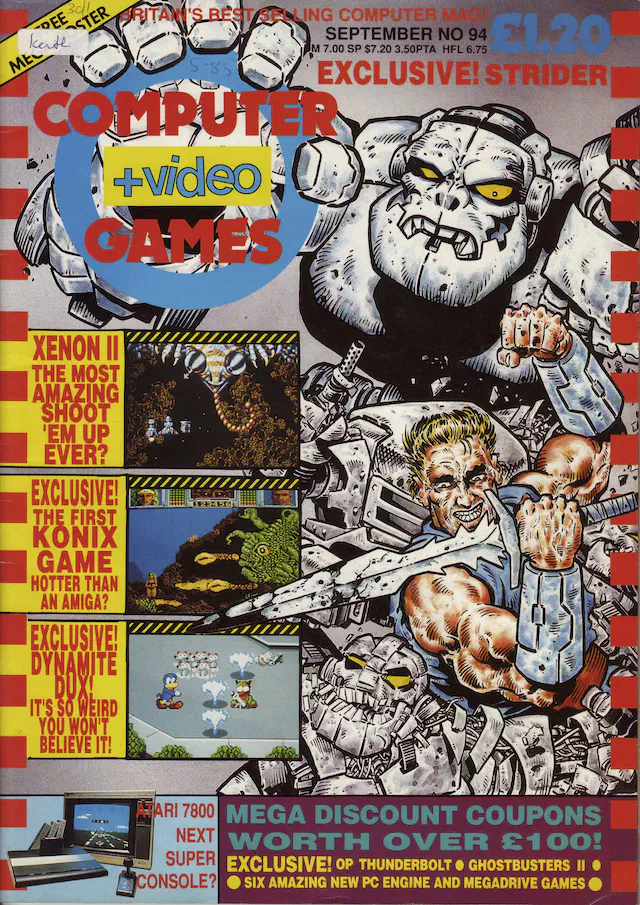 FREE
MEGA POSTER
BRITAIN'S BEST SELLING COMPUTER MAG!
SEPTEMBER NO 94
£1.20
M 7.00 SP $7.20 3.50PTA HFL 6.75
EXCLUSIVE! STRIDER
COMPUTER
+video
GAMES
XENON II
THE MOST
AMAZING
SHOOT
'EM UP
EVER?
EXCLUSIVE!
THE FIRST
KONIX
GAME
HOTTER THAN
AN AMIGA?
EXCLUSIVE!
DYNAMITE
DUX!
IT'S SO WEIRD
YOU WON'T
BELIEVE IT!
ATARI 7800
NEXT
SUPER
CONSOLE?
MEGA DISCOUNT COUPONS
WORTH OVER £100!
EXCLUSIVE! OP THUNDERBOLT ● GHOSTBUSTERS II ●
● SIX AMAZING NEW PC ENGINE AND MEGADRIVE GAMES ●